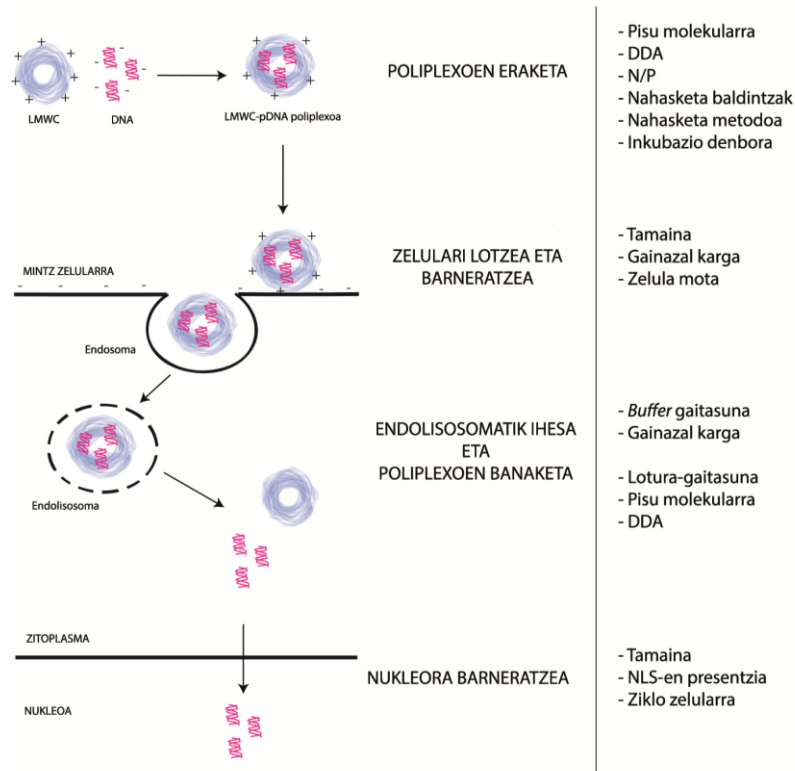 LMWC
DNA
LMWC-pDNA poliplexoa
POLIPLEXOEN ERAKETA
- Pisu molekularra
- DDA
- N/P
- Nahasketa baldintzak
- Nahasketa metodoa
- Inkubazio denbora
MINTZ ZELULARRA
Endosoma
ZELULARI LOTZEA ETA
BARNERATZEA
- Tamaina
- Gainazal karga
- Zelula mota
Endolisosoma
ENDOLISOSOMATIK IHESA
ETA
POLIPLEXOEN BANAKETA
- Buffer gaitasuna
- Gainazal karga
- Lotura-gaitasuna
- Pisu molekularra
- DDA
ZITOPLASMA
NUKLEOA
NUKLEORA BARNERATZEA
- Tamaina
- NLS-en presentzia
- Ziklo zelularra